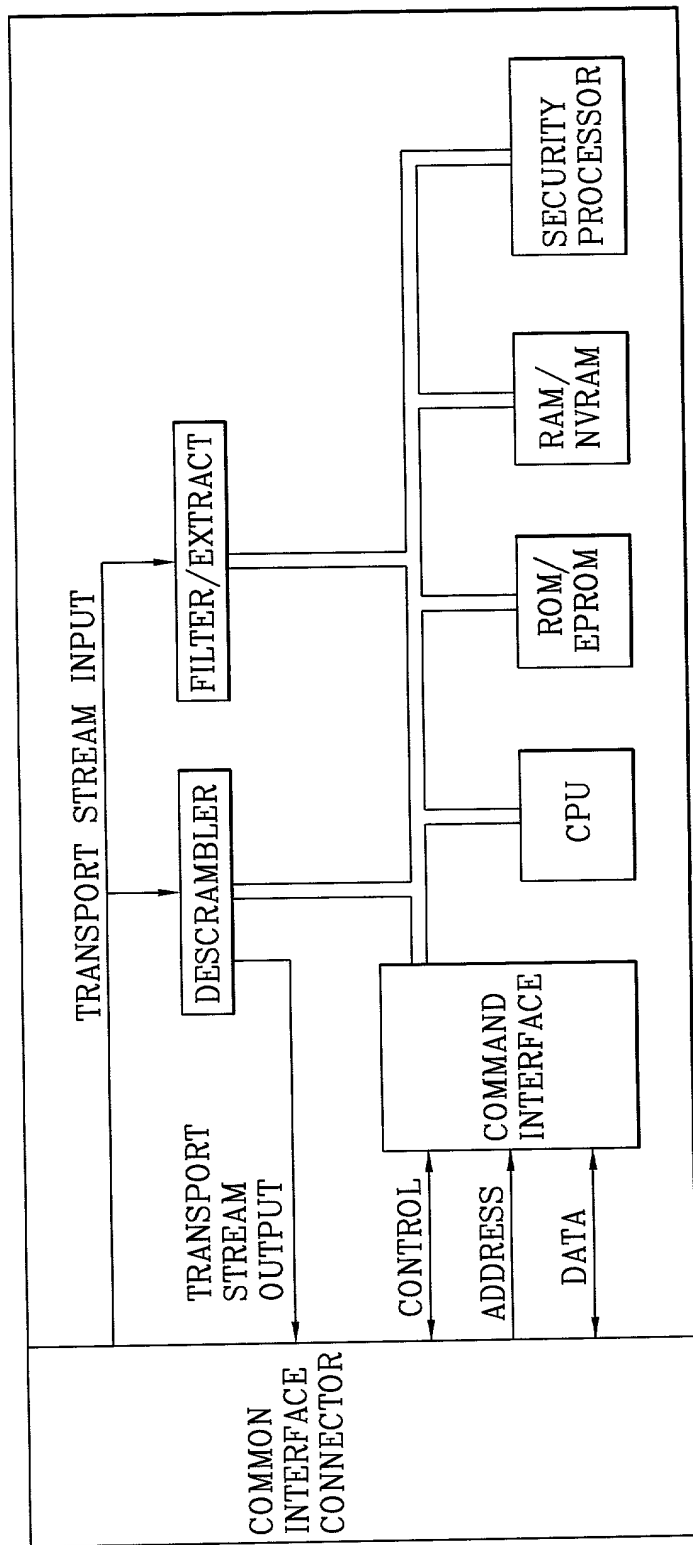 TRANSPORT STREAM INPUT
DESCRAMBLER
FILTER/EXTRACT
TRANSPORT
STREAM
OUTPUT
COMMON
INTERFACE
CONNECTOR
CONTROL
ADDRESS
DATA
COMMAND
INTERFACE
CPU
ROM/
EPROM
RAM/
NVRAM
SECURITY
PROCESSOR